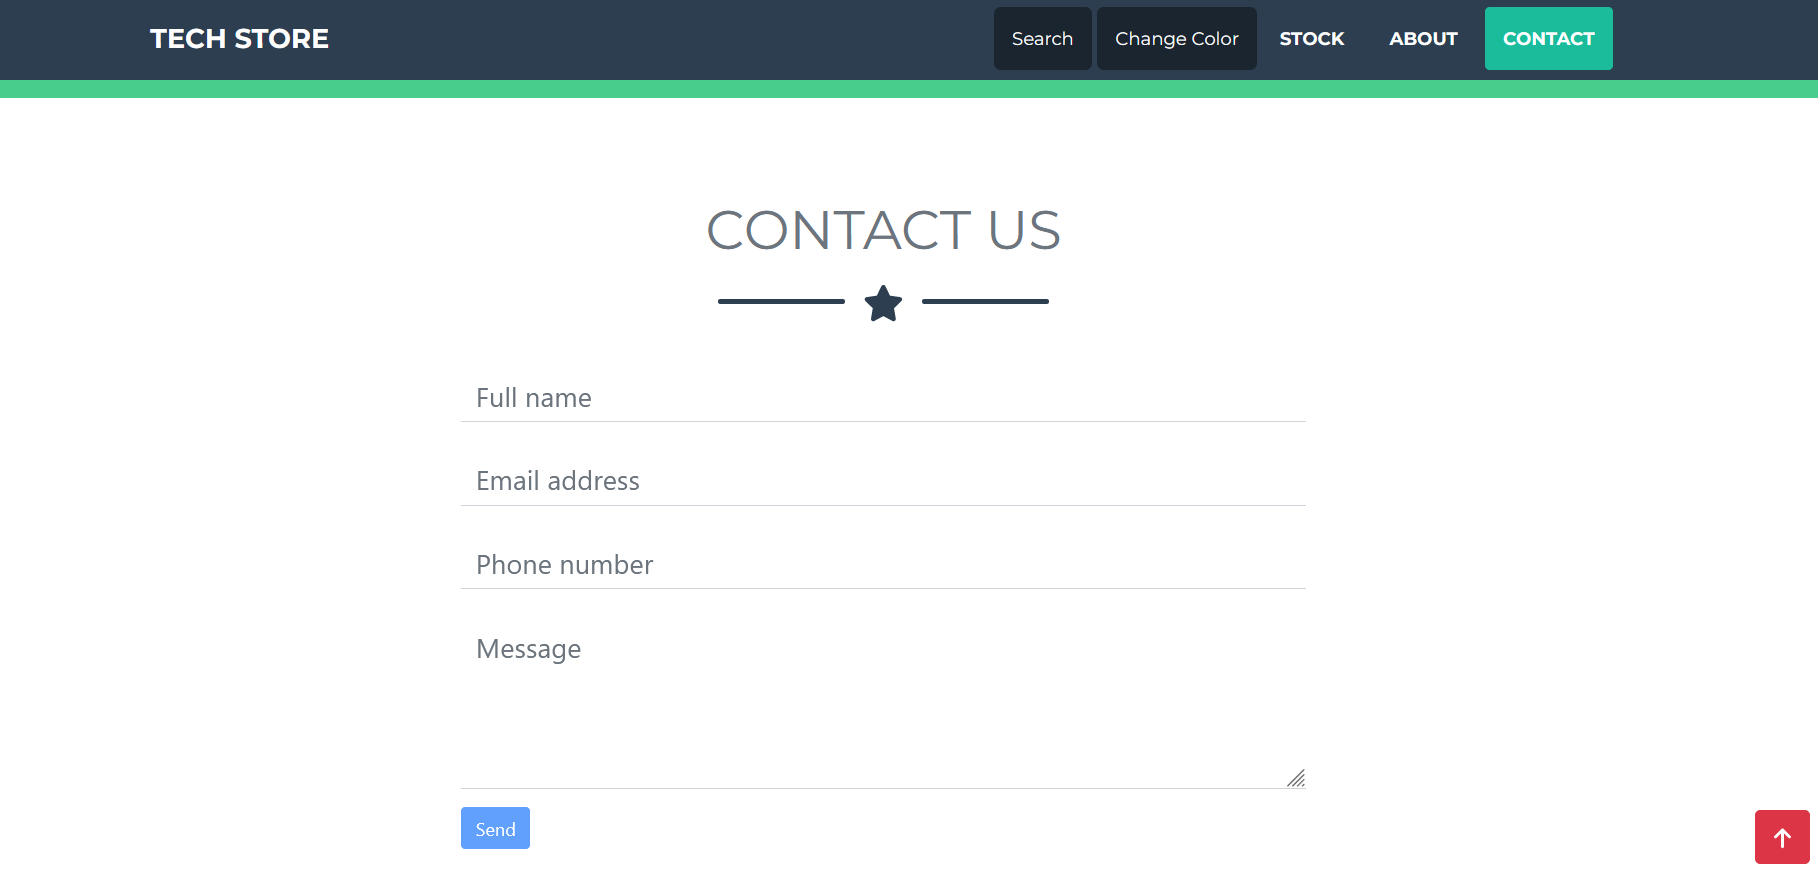 TECH STORE
Search
Change Color
STOCK
ABOUT
CONTACT
CONTACT US
Full name
Email address
Phone number
Message
Send